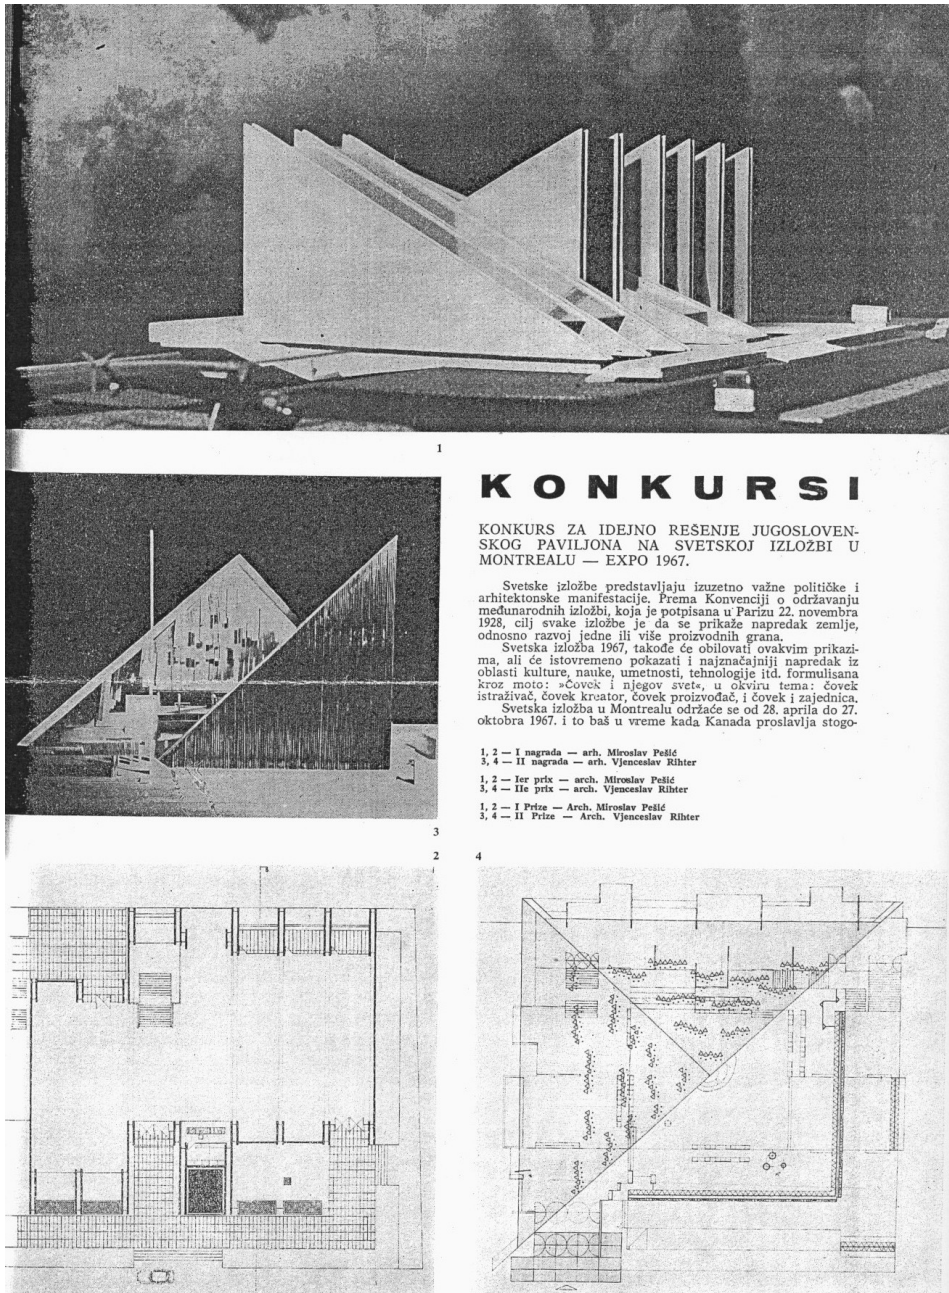 1
KONKURSI
KONKURS ZA IDEJNO REŠENJE JUGOSLOVEN-
SKOG PAVILJONA NA SVETSKOJ IZLOŽBI U
MONTREALU — EXPO 1967.
Svetske izložbe predstavljaju izuzetno važne političke i
arhitektonske manifestacije. Prema Konvenciji o održavanju
međunarodnih izložbi, koja je potpisana u Parizu 22. novembra
1928, cilj svake izložbe je da se prikaže napredak zemlje,
odnosno razvoj jedne ili više proizvodnih grana.
Svetska izložba 1967, takođe će obilovati ovakvim prikazi-
ma, ali će istovremeno pokazati i najznačajniji napredak iz
oblasti kulture, nauke, umetnosti, tehnologije itd. formulisana
kroz moto: »Čovek i njegov svet«, u okviru tema: čovek
istraživač, čovek kreator, čovek proizvođač, i čovek i zajednica.
Svetska izložba u Montrealu održaće se od 28. aprila do 27.
oktobra 1967. i to baš u vreme kada Kanada proslavlja stogo-
1, 2 — I nagrada — arh. Miroslav Pešić
3, 4 — II nagrada — arh. Vjenceslav Rihter
1, 2 — Ier prix — arch. Miroslav Pešić
3, 4 — IIe prix — arch. Vjenceslav Rihter
1, 2 — I Prize — Arch. Miroslav Pešić
3, 4 — II Prize — Arch. Vjenceslav Rihter
3
2
4